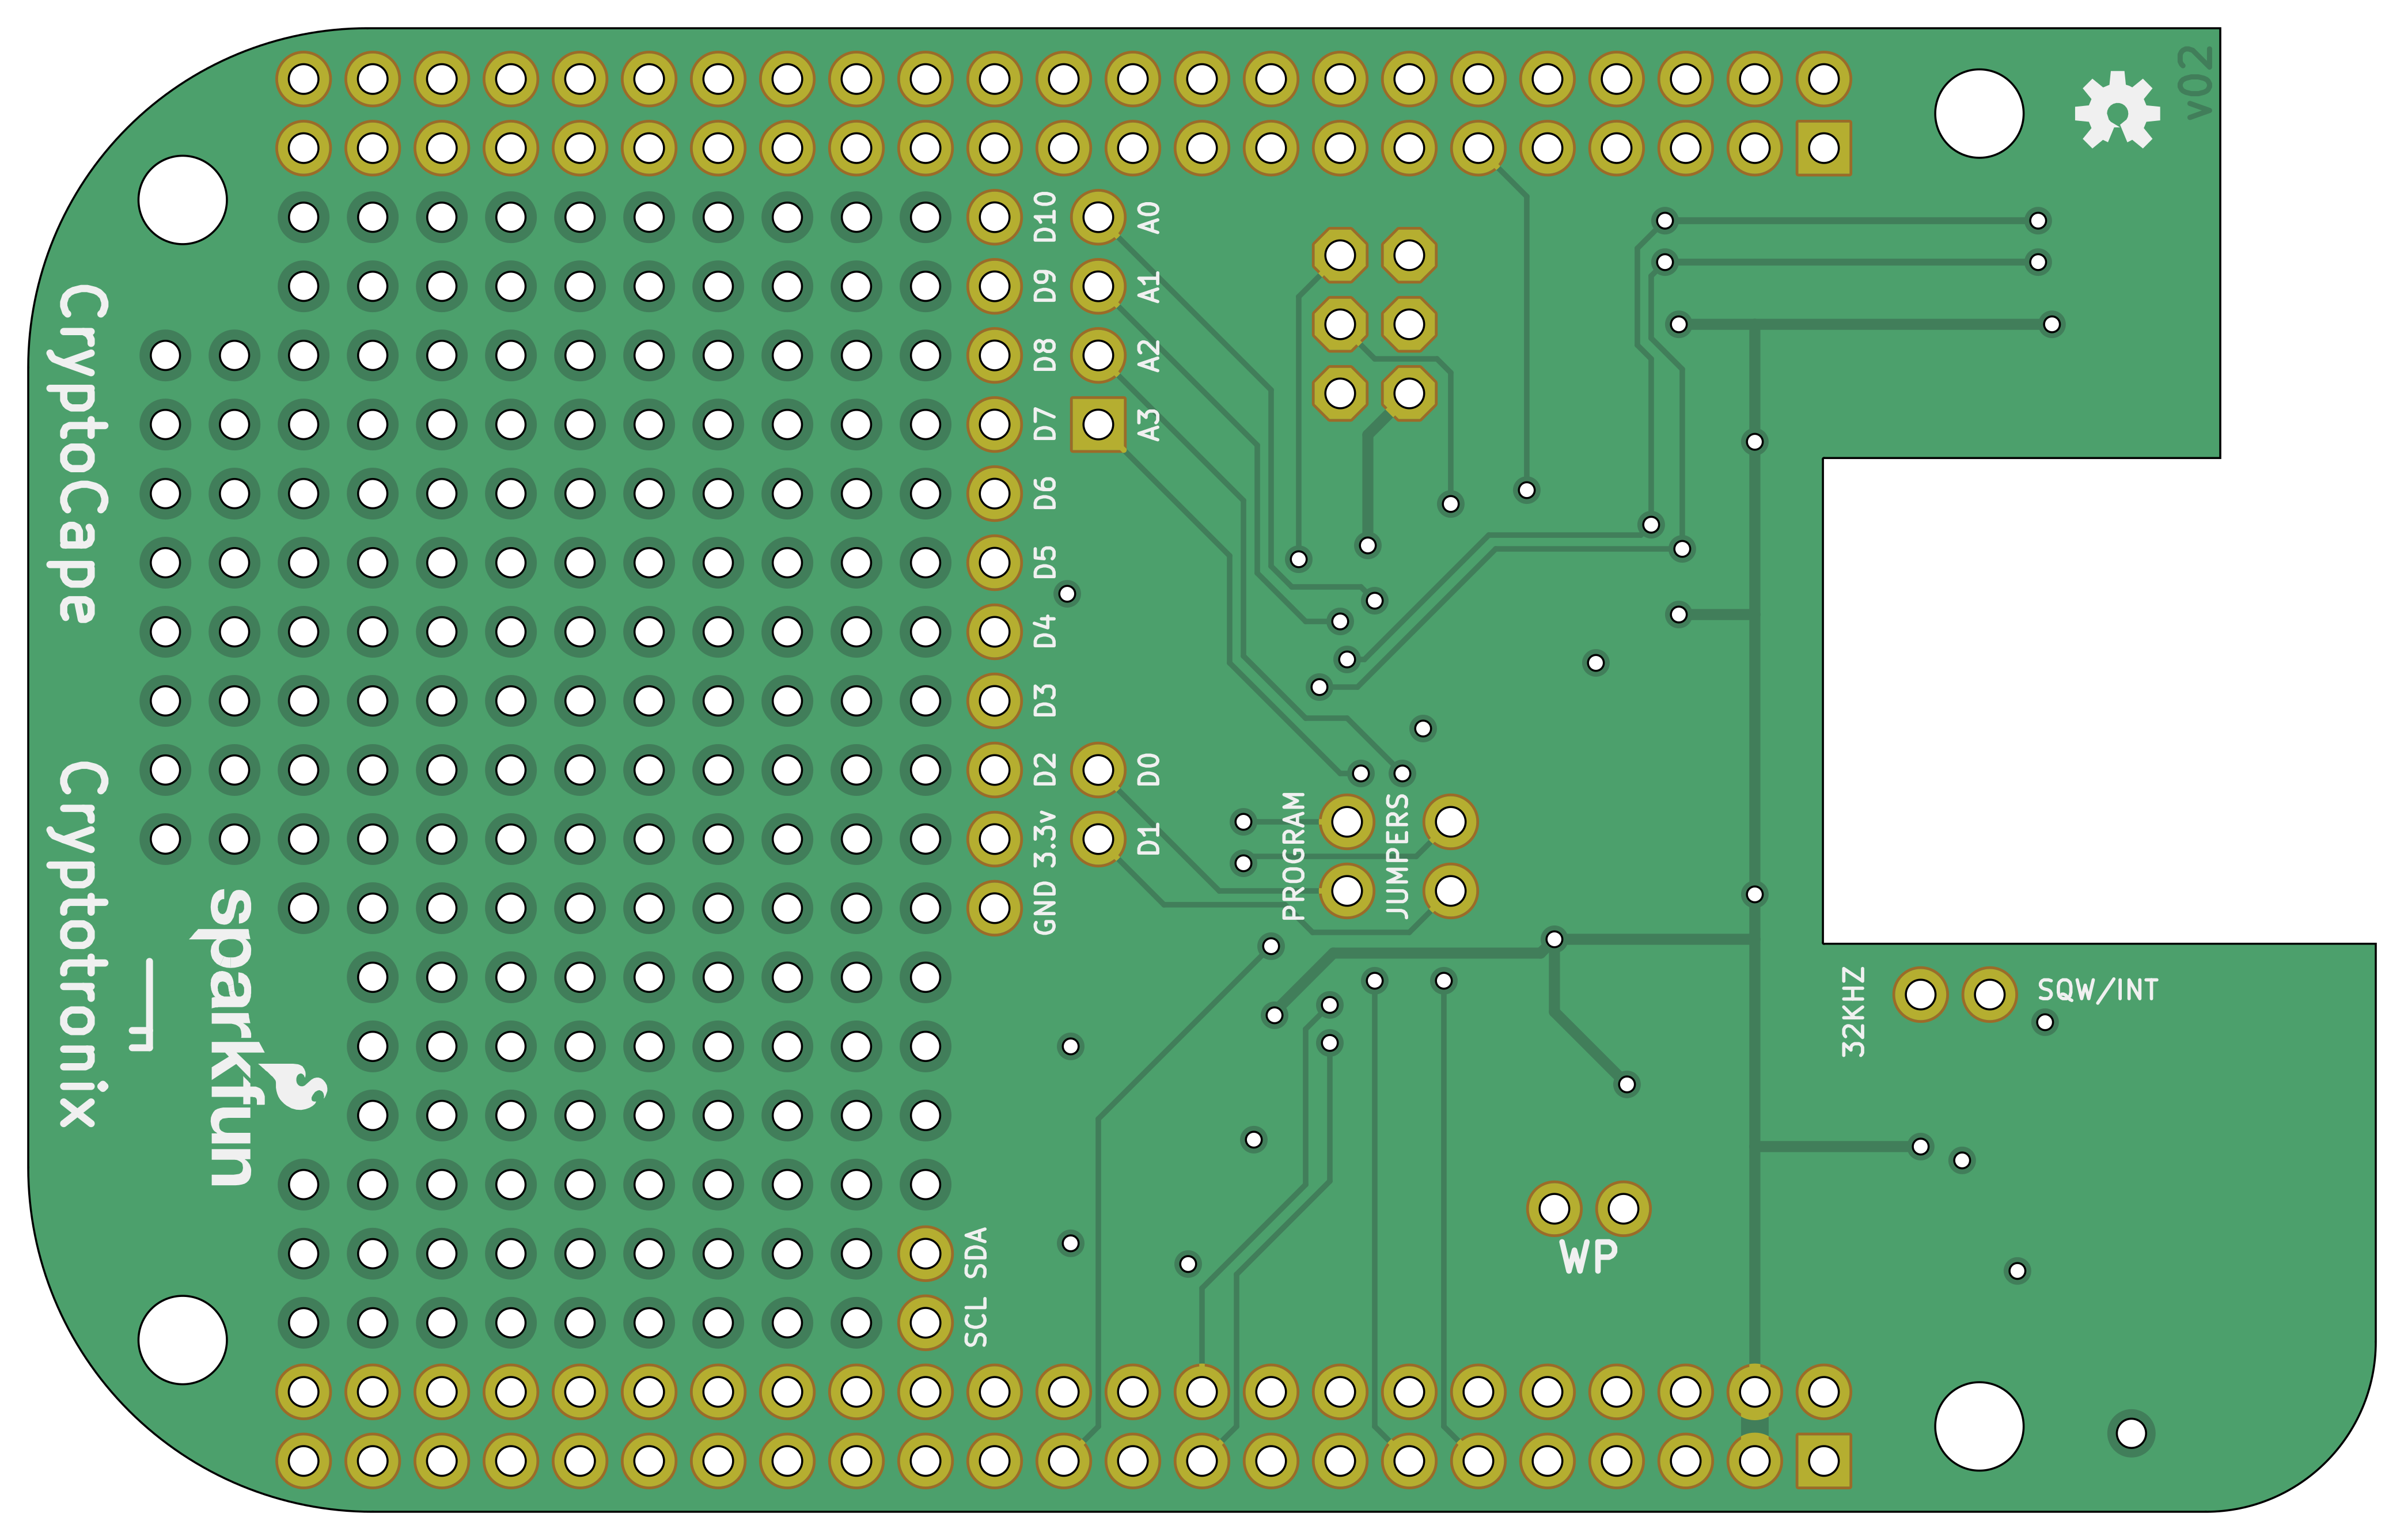 v02
D10
A0
D9
A1
D8
A2
D7
A3
D6
D5
D4
D3
D2
D0
3.3v
D1
GND
PROGRAM
JUMPERS
CryptoCape
Cryptotronix
sparkfun
32KHZ
SQW/INT
WP
SDA
SCL